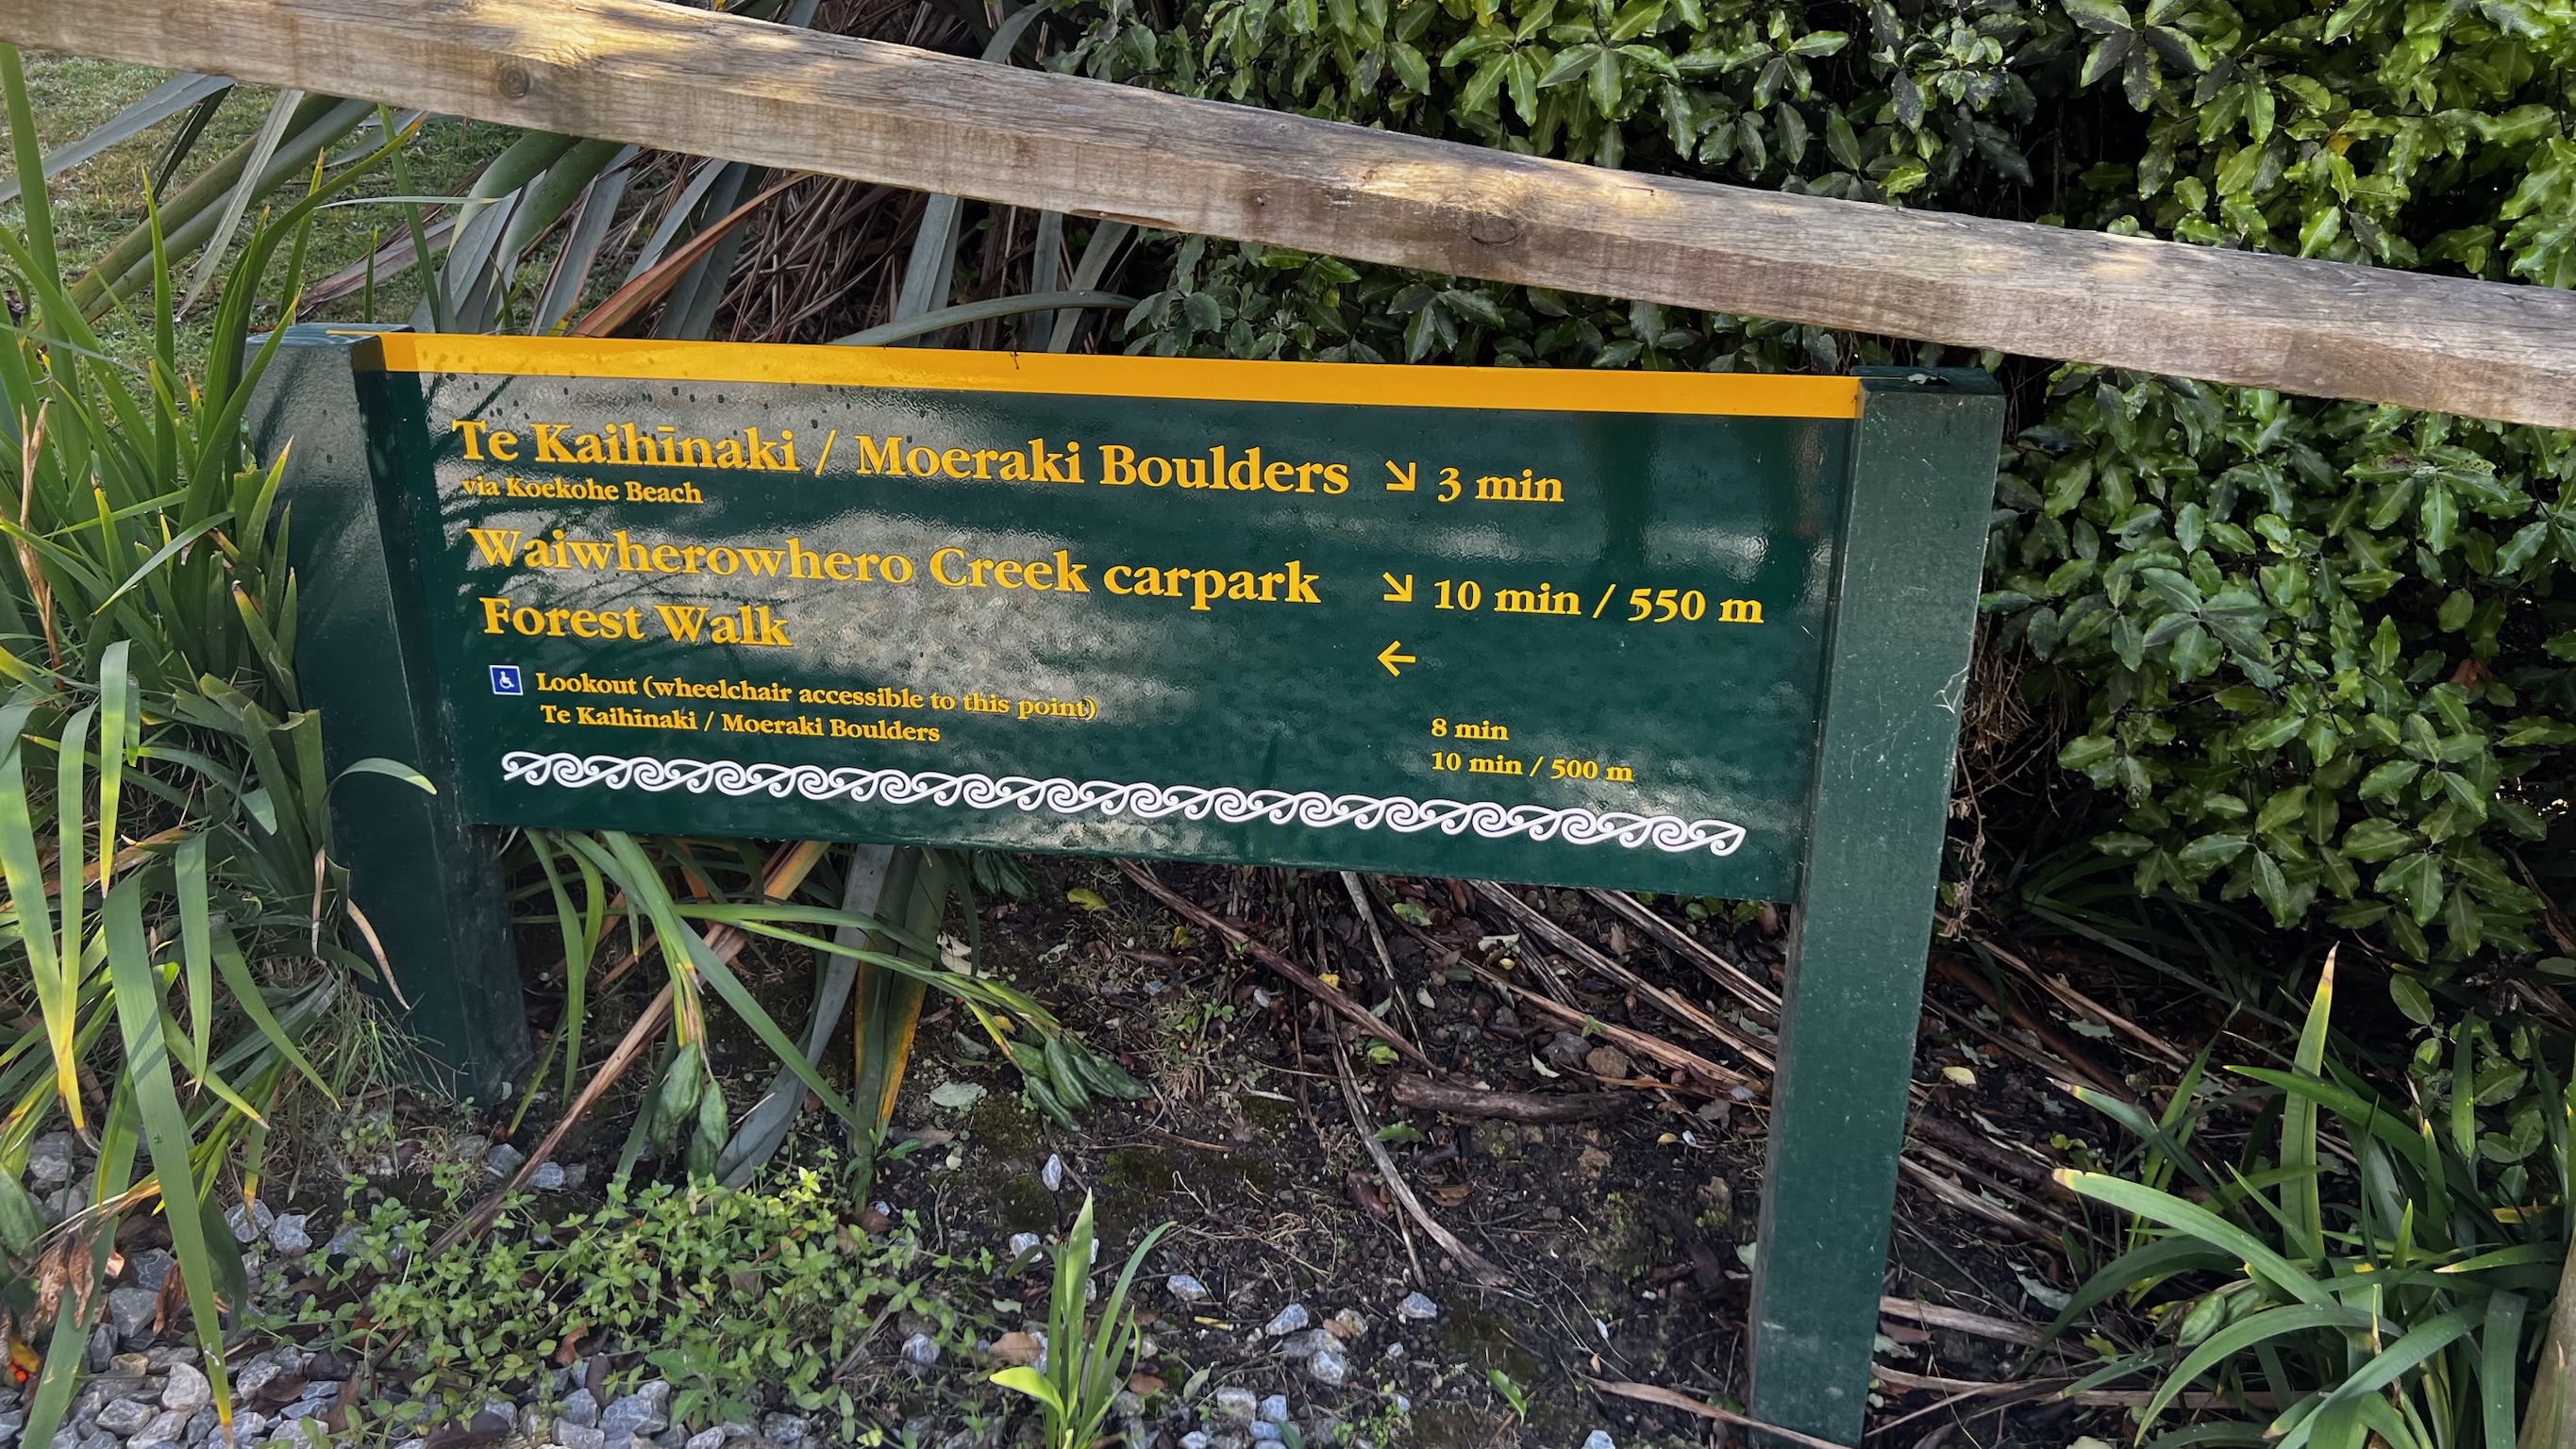 Te Kaihīnaki / Moeraki Boulders ↘ 3 min
via Koekohe Beach
Waiwherowhero Creek carpark ↘ 10 min / 550 m
Forest Walk ←
Lookout (wheelchair accessible to this point) 8 min
Te Kaihīnaki / Moeraki Boulders 10 min / 500 m